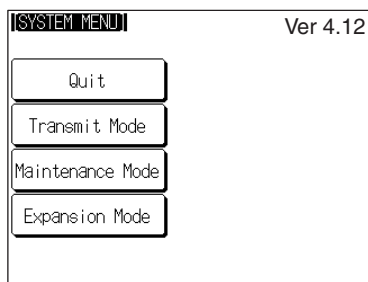 [SYSTEM MENU]
Ver 4.12
Quit
Transmit Mode
Maintenance Mode
Expansion Mode